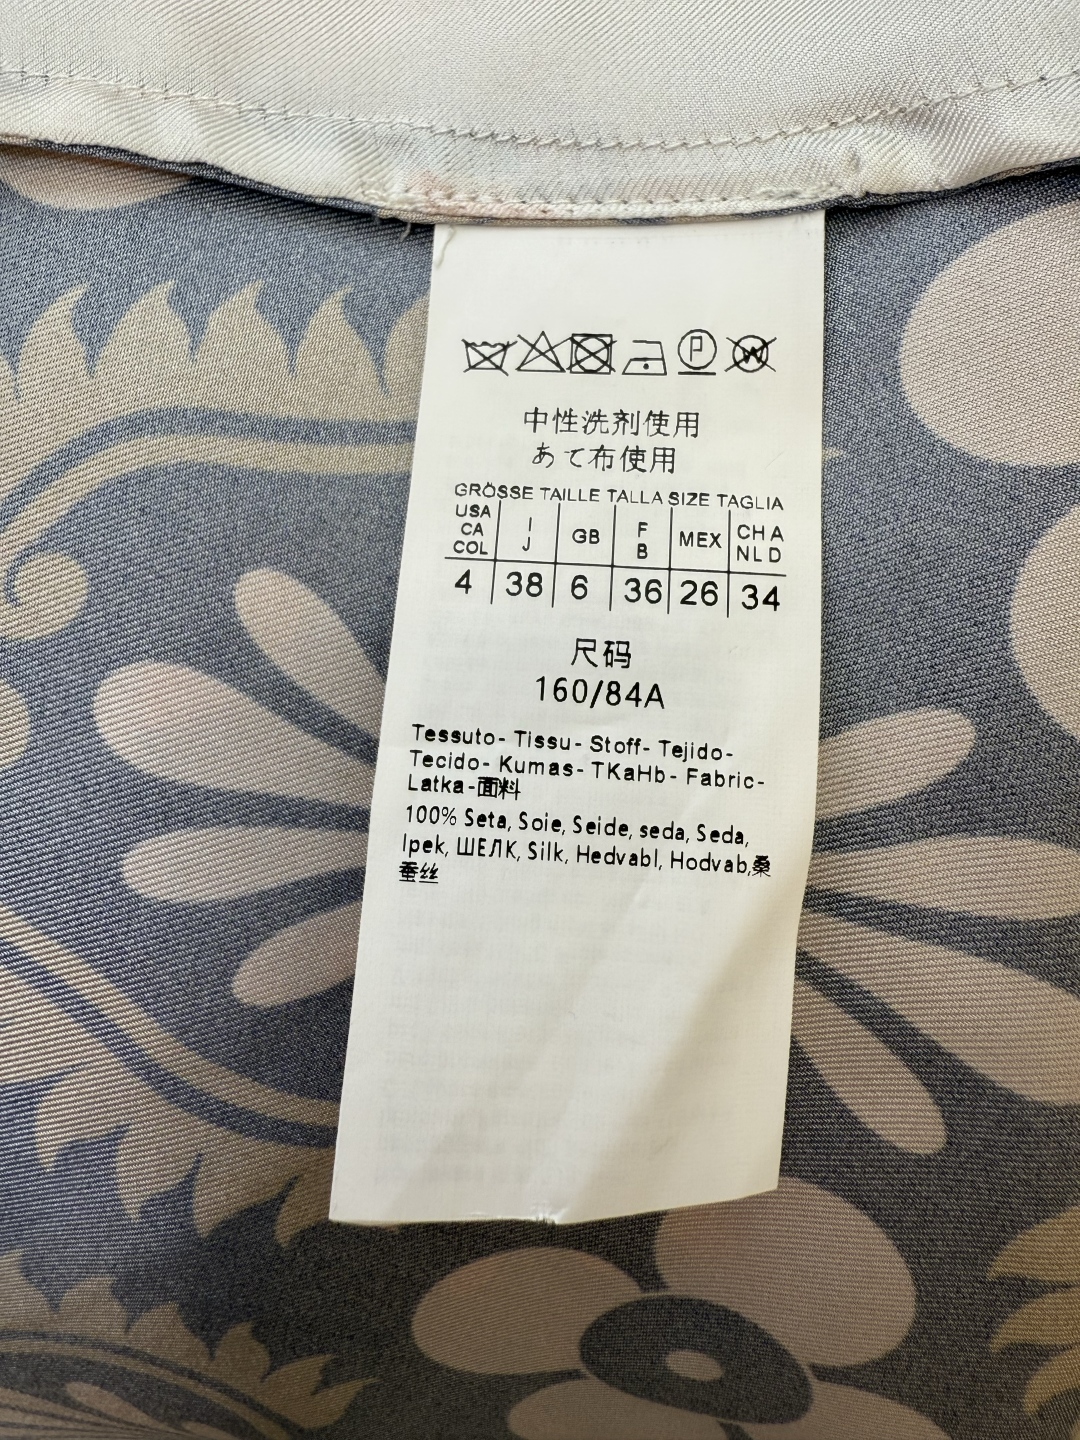 中性洗剤使用
あて布使用
GRÖSSE TAILLE TALLA SIZE TAGLIA
USA CA COL | I J | GB | F B | MEX | CH A NL D
4 | 38 | 6 | 36 | 26 | 34
尺码
160/84A
Tessuto- Tissu- Stoff- Tejido-
Tecido- Kumas- TKaHb- Fabric-
Latka-面料
100% Seta, Soie, Seide, seda, Seda,
Ipek, ШЕЛК, Silk, Hedvabl, Hodvab,桑
蚕丝